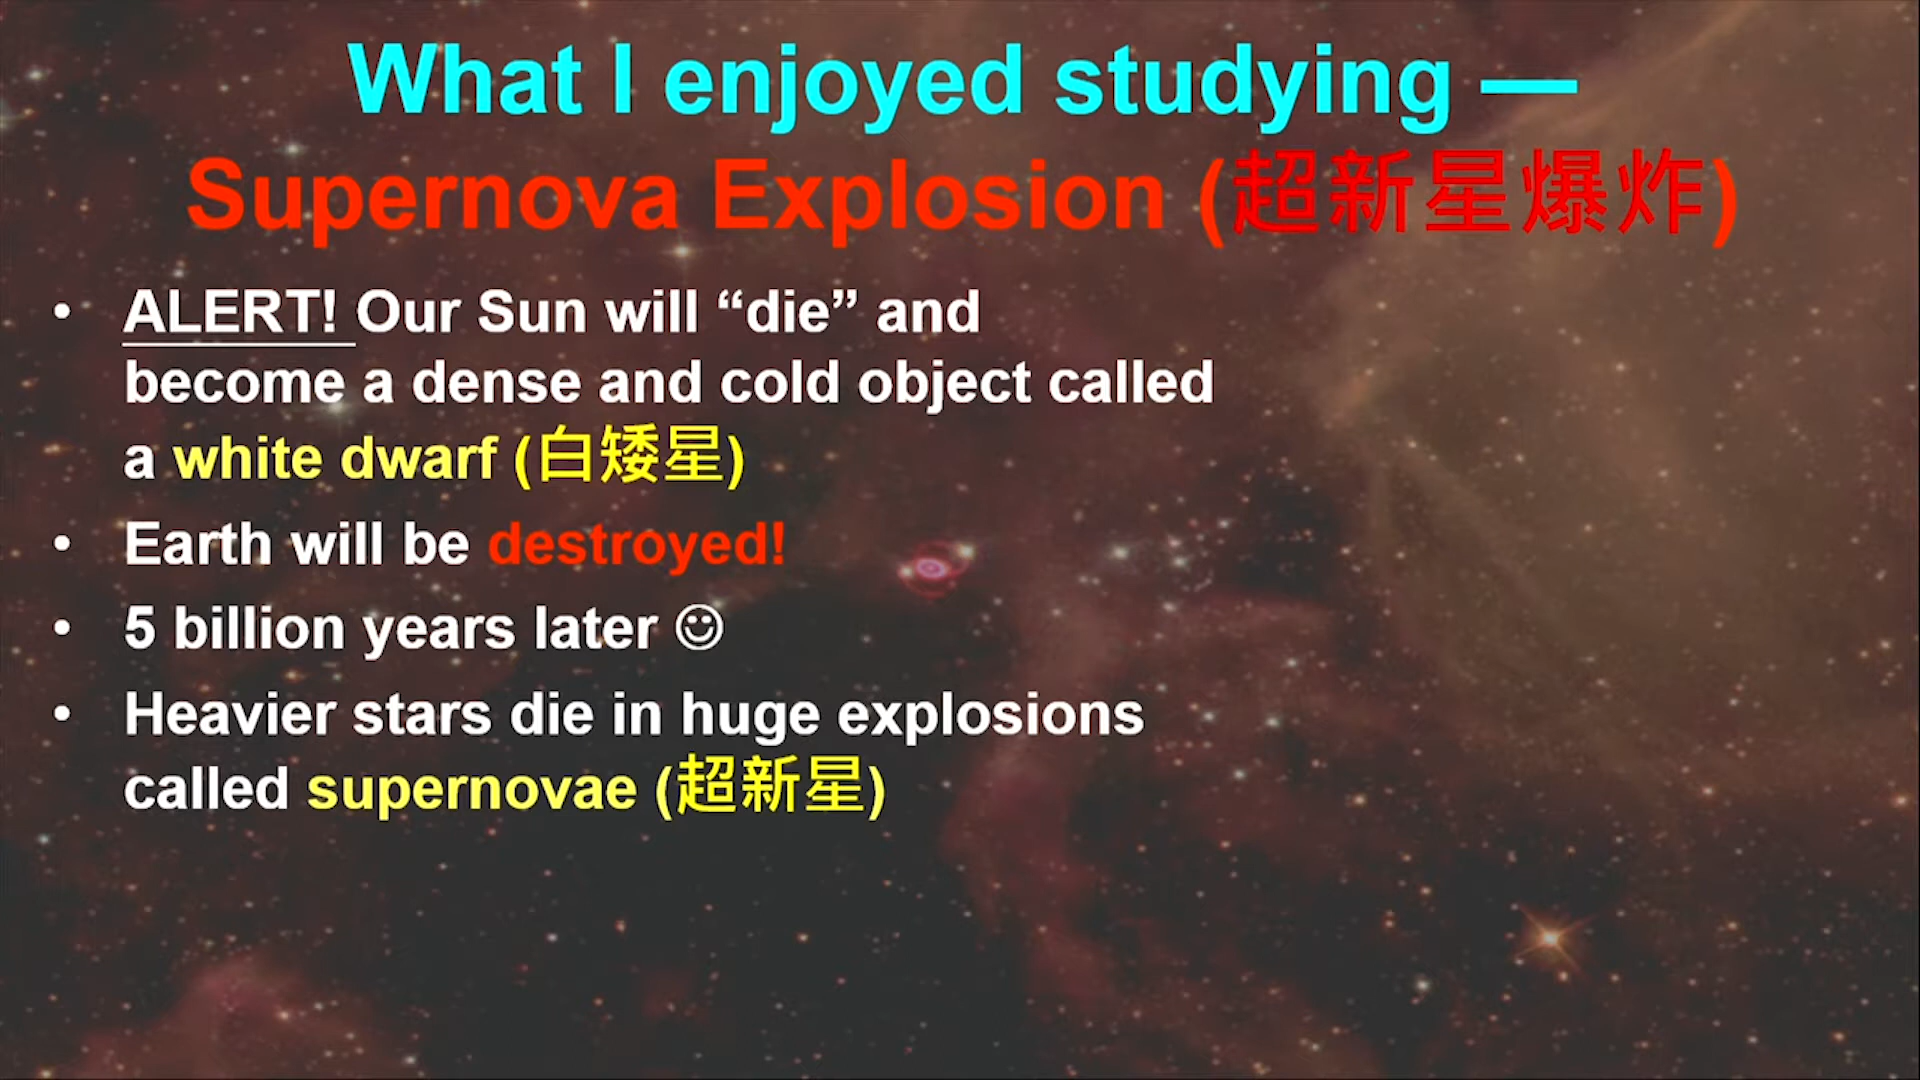 What I enjoyed studying —
Supernova Explosion (超新星爆炸)
• ALERT! Our Sun will “die” and
become a dense and cold object called
a white dwarf (白矮星)
• Earth will be destroyed!
• 5 billion years later ☺
• Heavier stars die in huge explosions
called supernovae (超新星)